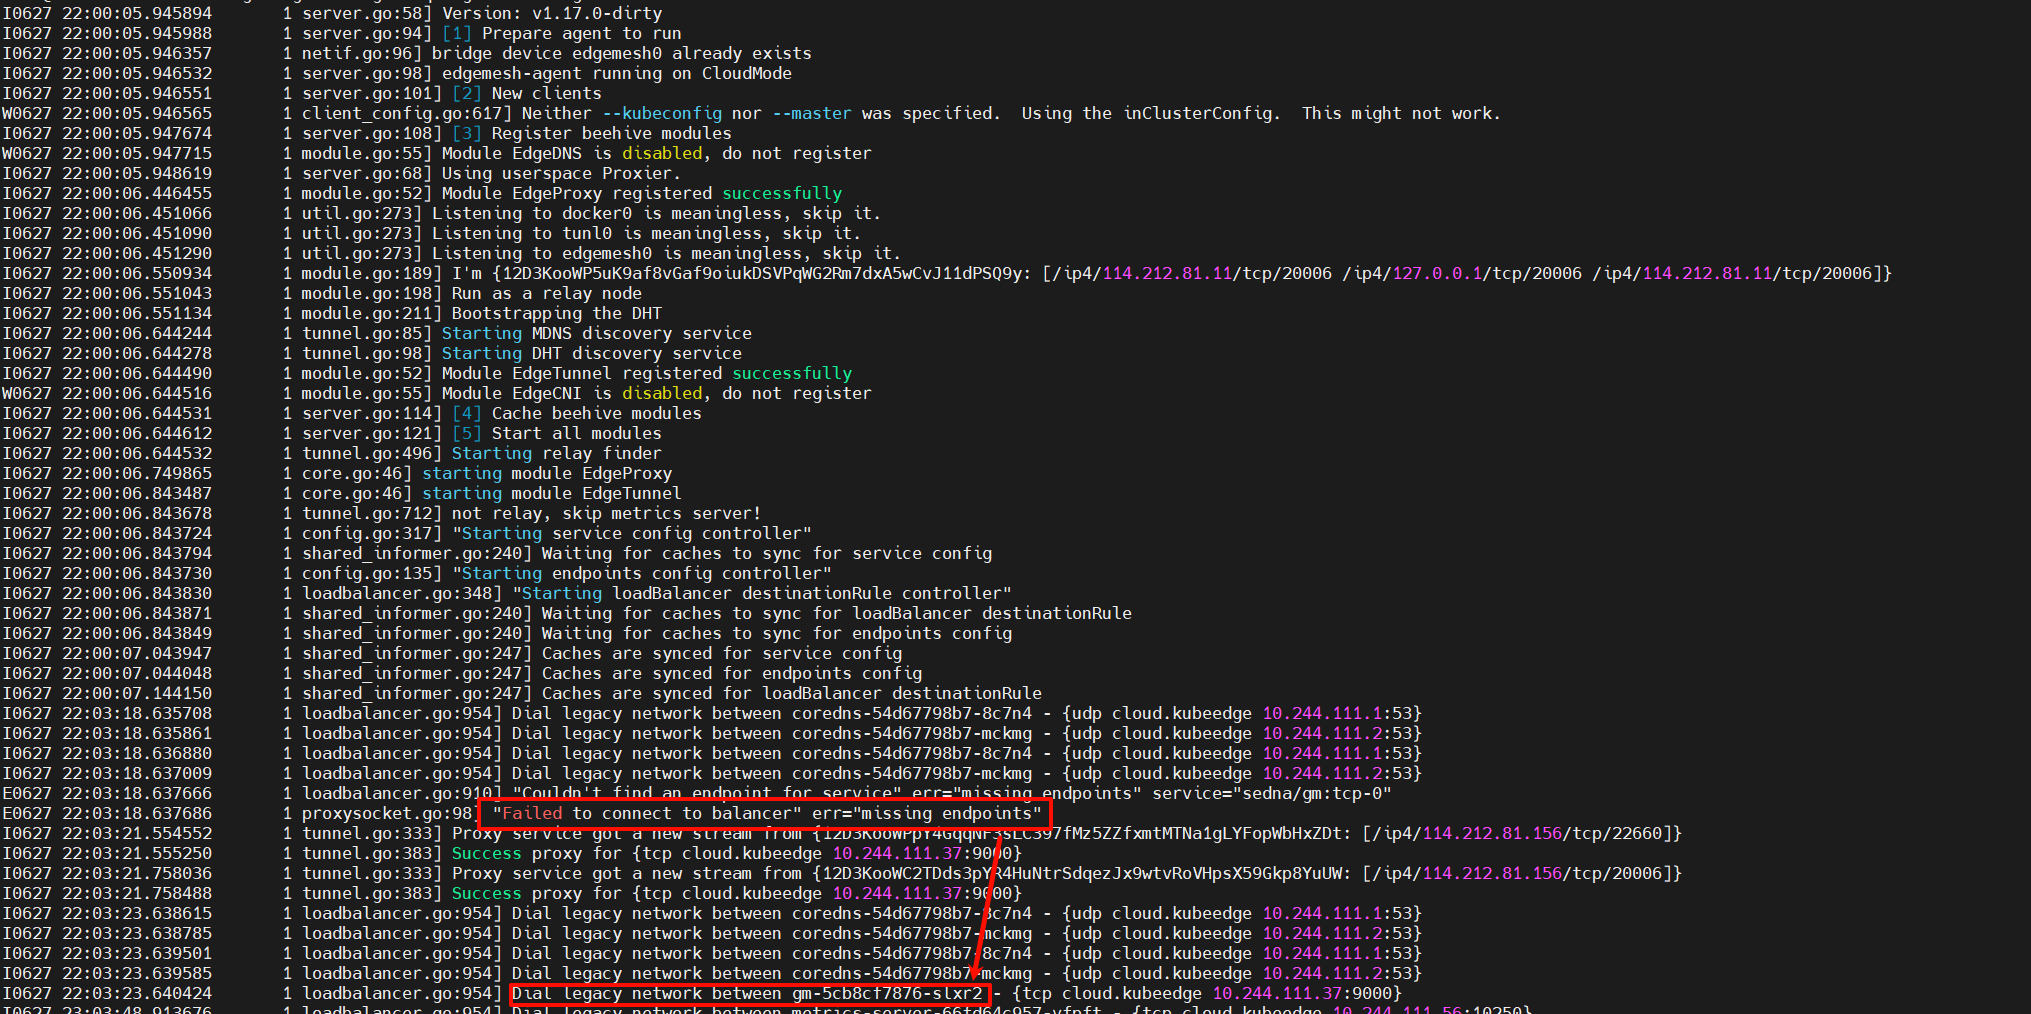 I0627 22:00:05.945894       1 server.go:58] Version: v1.17.0-dirty
I0627 22:00:05.945988       1 server.go:94] [1] Prepare agent to run
I0627 22:00:05.946357       1 netif.go:96] bridge device edgemesh0 already exists
I0627 22:00:05.946532       1 server.go:98] edgemesh-agent running on CloudMode
I0627 22:00:05.946551       1 server.go:101] [2] New clients
W0627 22:00:05.946565       1 client_config.go:617] Neither --kubeconfig nor --master was specified.  Using the inClusterConfig.  This might not work.
I0627 22:00:05.947674       1 server.go:108] [3] Register beehive modules
W0627 22:00:05.947715       1 module.go:55] Module EdgeDNS is disabled, do not register
I0627 22:00:05.948619       1 server.go:68] Using userspace Proxier.
I0627 22:00:06.446455       1 module.go:52] Module EdgeProxy registered successfully
I0627 22:00:06.451066       1 util.go:273] Listening to docker0 is meaningless, skip it.
I0627 22:00:06.451090       1 util.go:273] Listening to tunl0 is meaningless, skip it.
I0627 22:00:06.451290       1 util.go:273] Listening to edgemesh0 is meaningless, skip it.
I0627 22:00:06.550934       1 module.go:189] I'm {12D3KooWP5uK9af8vGaf9oiukDSVPqWG2Rm7dxA5wCvJ11dPSQ9y: [/ip4/114.212.81.11/tcp/20006 /ip4/127.0.0.1/tcp/20006 /ip4/114.212.81.11/tcp/20006]}
I0627 22:00:06.551043       1 module.go:198] Run as a relay node
I0627 22:00:06.551134       1 module.go:211] Bootstrapping the DHT
I0627 22:00:06.644244       1 tunnel.go:85] Starting MDNS discovery service
I0627 22:00:06.644278       1 tunnel.go:98] Starting DHT discovery service
I0627 22:00:06.644490       1 module.go:52] Module EdgeTunnel registered successfully
W0627 22:00:06.644516       1 module.go:55] Module EdgeCNI is disabled, do not register
I0627 22:00:06.644531       1 server.go:114] [4] Cache beehive modules
I0627 22:00:06.644612       1 server.go:121] [5] Start all modules
I0627 22:00:06.644532       1 tunnel.go:496] Starting relay finder
I0627 22:00:06.749865       1 core.go:46] starting module EdgeProxy
I0627 22:00:06.843487       1 core.go:46] starting module EdgeTunnel
I0627 22:00:06.843678       1 tunnel.go:712] not relay, skip metrics server!
I0627 22:00:06.843724       1 config.go:317] "Starting service config controller"
I0627 22:00:06.843794       1 shared_informer.go:240] Waiting for caches to sync for service config
I0627 22:00:06.843730       1 config.go:135] "Starting endpoints config controller"
I0627 22:00:06.843830       1 loadbalancer.go:348] "Starting loadBalancer destinationRule controller"
I0627 22:00:06.843871       1 shared_informer.go:240] Waiting for caches to sync for loadBalancer destinationRule
I0627 22:00:06.843849       1 shared_informer.go:240] Waiting for caches to sync for endpoints config
I0627 22:00:07.043947       1 shared_informer.go:247] Caches are synced for service config
I0627 22:00:07.044048       1 shared_informer.go:247] Caches are synced for endpoints config
I0627 22:00:07.144150       1 shared_informer.go:247] Caches are synced for loadBalancer destinationRule
I0627 22:03:18.635708       1 loadbalancer.go:954] Dial legacy network between coredns-54d67798b7-8c7n4 - {udp cloud.kubeedge 10.244.111.1:53}
I0627 22:03:18.635861       1 loadbalancer.go:954] Dial legacy network between coredns-54d67798b7-mckmg - {udp cloud.kubeedge 10.244.111.2:53}
I0627 22:03:18.636880       1 loadbalancer.go:954] Dial legacy network between coredns-54d67798b7-8c7n4 - {udp cloud.kubeedge 10.244.111.1:53}
I0627 22:03:18.637009       1 loadbalancer.go:954] Dial legacy network between coredns-54d67798b7-mckmg - {udp cloud.kubeedge 10.244.111.2:53}
E0627 22:03:18.637666       1 loadbalancer.go:910] "Couldn't find an endpoint for service" err="missing endpoints" service="sedna/gm:tcp-0"
E0627 22:03:18.637686       1 proxysocket.go:98] "Failed to connect to balancer" err="missing endpoints"
I0627 22:03:21.554552       1 tunnel.go:333] Proxy service got a new stream from {12D3KooWPpY4GqqNF3sLC397fMz5ZZfxmtMTNa1gLYFopWbHxZDt: [/ip4/114.212.81.156/tcp/22660]}
I0627 22:03:21.555250       1 tunnel.go:383] Success proxy for {tcp cloud.kubeedge 10.244.111.37:9000}
I0627 22:03:21.758036       1 tunnel.go:333] Proxy service got a new stream from {12D3KooWC2TDds3pYR4HuNtrSdqezJx9wtvRoVHpsX59Gkp8YuUW: [/ip4/114.212.81.156/tcp/20006]}
I0627 22:03:21.758488       1 tunnel.go:383] Success proxy for {tcp cloud.kubeedge 10.244.111.37:9000}
I0627 22:03:23.638615       1 loadbalancer.go:954] Dial legacy network between coredns-54d67798b7-8c7n4 - {udp cloud.kubeedge 10.244.111.1:53}
I0627 22:03:23.638785       1 loadbalancer.go:954] Dial legacy network between coredns-54d67798b7-mckmg - {udp cloud.kubeedge 10.244.111.2:53}
I0627 22:03:23.639501       1 loadbalancer.go:954] Dial legacy network between coredns-54d67798b7-8c7n4 - {udp cloud.kubeedge 10.244.111.1:53}
I0627 22:03:23.639585       1 loadbalancer.go:954] Dial legacy network between coredns-54d67798b7-mckmg - {udp cloud.kubeedge 10.244.111.2:53}
I0627 22:03:23.640424       1 loadbalancer.go:954] Dial legacy network between gm-5cb8cf7876-slxr2 - {tcp cloud.kubeedge 10.244.111.37:9000}
I0627 23:03:48.913676       1 loadbalancer.go:954] Dial legacy network between metrics-server-66fd64c957-vfpft - {tcp cloud.kubeedge 10.244.111.56:10250}